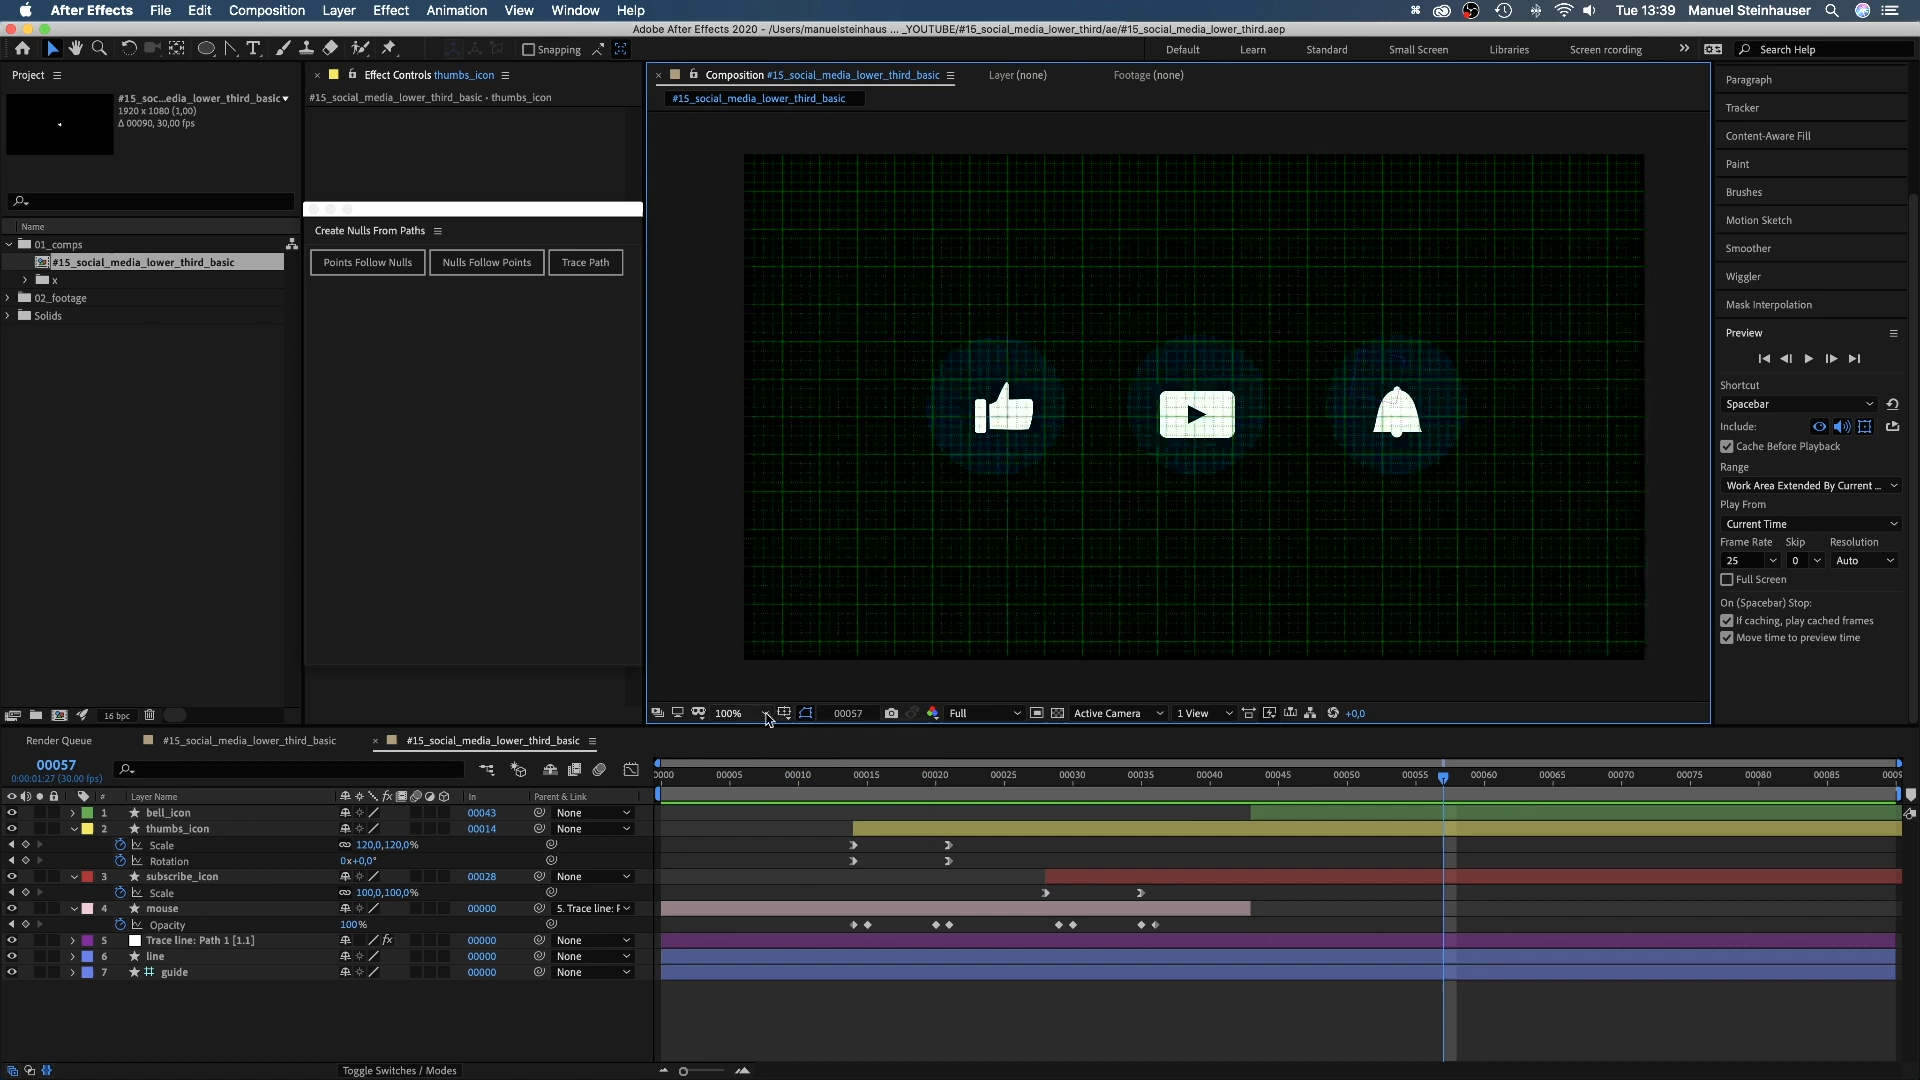 After Effects File Edit Composition Layer Effect Animation View Window Help Tue 13:39 Manuel Steinhauser
Adobe After Effects 2020 - /Users/manuelsteinhaus ... _YOUTUBE/#15_social_media_lower_third/ae/#15_social_media_lower_third.aep
Snapping Default Learn Standard Small Screen Libraries Screen rcording Search Help
Project
#15_soc...edia_lower_third_basic
1920 x 1080 (1,00)
Δ 00090, 30,00 fps
Name
01_comps
#15_social_media_lower_third_basic
x
02_footage
Solids
16 bpc
Effect Controls thumbs_icon
#15_social_media_lower_third_basic • thumbs_icon
Create Nulls From Paths
Points Follow Nulls Nulls Follow Points Trace Path
Composition #15_social_media_lower_third_basic Layer (none) Footage (none)
#15_social_media_lower_third_basic
100% 00057 Full Active Camera 1 View +0,0
Paragraph
Tracker
Content-Aware Fill
Paint
Brushes
Motion Sketch
Smoother
Wiggler
Mask Interpolation
Preview
Shortcut
Spacebar
Include:
Cache Before Playback
Range
Work Area Extended By Current ...
Play From
Current Time
Frame Rate Skip Resolution
25 0 Auto
Full Screen
On (Spacebar) Stop:
If caching, play cached frames
Move time to preview time
Render Queue #15_social_media_lower_third_basic #15_social_media_lower_third_basic
00057
0:00:01:27 (30.00 fps)
0000 00005 00010 00015 00020 00025 00030 00035 00040 00045 00050 00055 00060 00065 00070 00075 00080 00085 0009
# Layer Name fx In Parent & Link
1 bell_icon 00043 None
2 thumbs_icon 00014 None
Scale 120,0,120,0%
Rotation 0x+0,0°
3 subscribe_icon 00028 None
Scale 100,0,100,0%
4 mouse 00000 5. Trace line: F
Opacity 100%
5 Trace line: Path 1 [1.1] fx 00000 None
6 line 00000 None
7 guide 00000 None
Toggle Switches / Modes